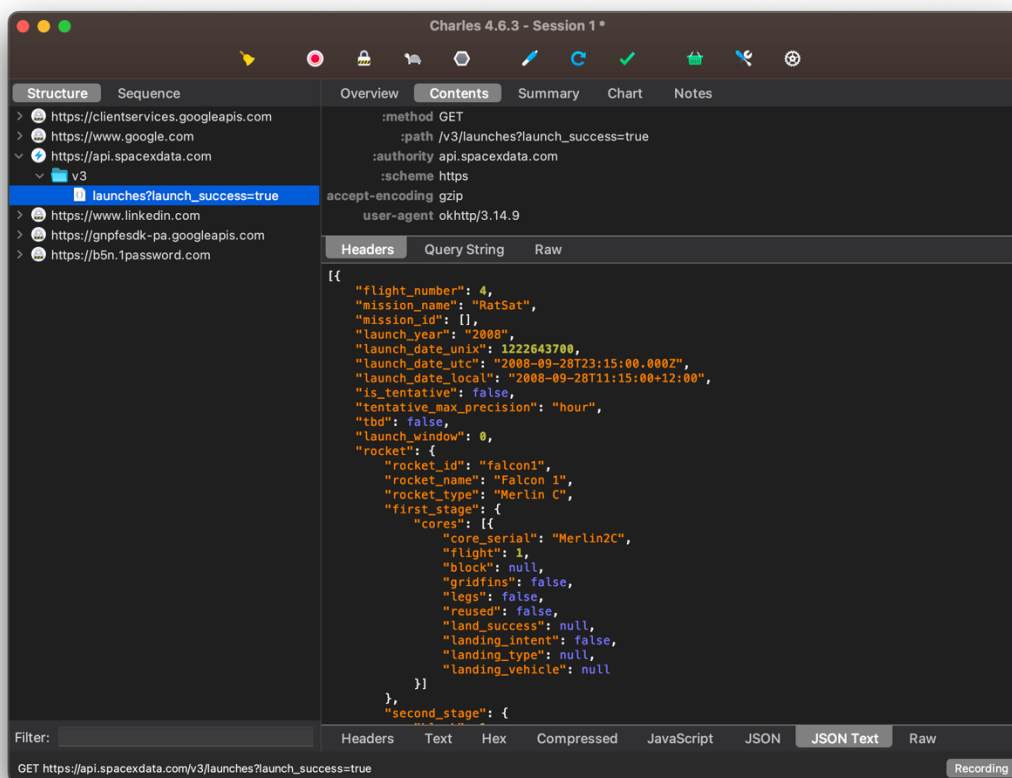 Charles 4.6.3 - Session 1 *
Structure Sequence
https://clientservices.googleapis.com
https://www.google.com
https://api.spacexdata.com
v3
launches?launch_success=true
https://www.linkedin.com
https://gnpfesdk-pa.googleapis.com
https://b5n.1password.com
Filter:
Overview Contents Summary Chart Notes
:method GET
:path /v3/launches?launch_success=true
:authority api.spacexdata.com
:scheme https
accept-encoding gzip
user-agent okhttp/3.14.9
Headers Query String Raw
[{
"flight_number": 4,
"mission_name": "RatSat",
"mission_id": [],
"launch_year": "2008",
"launch_date_unix": 1222643700,
"launch_date_utc": "2008-09-28T23:15:00.000Z",
"launch_date_local": "2008-09-28T11:15:00+12:00",
"is_tentative": false,
"tentative_max_precision": "hour",
"tbd": false,
"launch_window": 0,
"rocket": {
"rocket_id": "falcon1",
"rocket_name": "Falcon 1",
"rocket_type": "Merlin C",
"first_stage": {
"cores": [{
"core_serial": "Merlin2C",
"flight": 1,
"block": null,
"gridfins": false,
"legs": false,
"reused": false,
"land_success": null,
"landing_intent": false,
"landing_type": null,
"landing_vehicle": null
}]
},
"second_stage": {
Headers Text Hex Compressed JavaScript JSON JSON Text Raw
GET https://api.spacexdata.com/v3/launches?launch_success=true
Recording